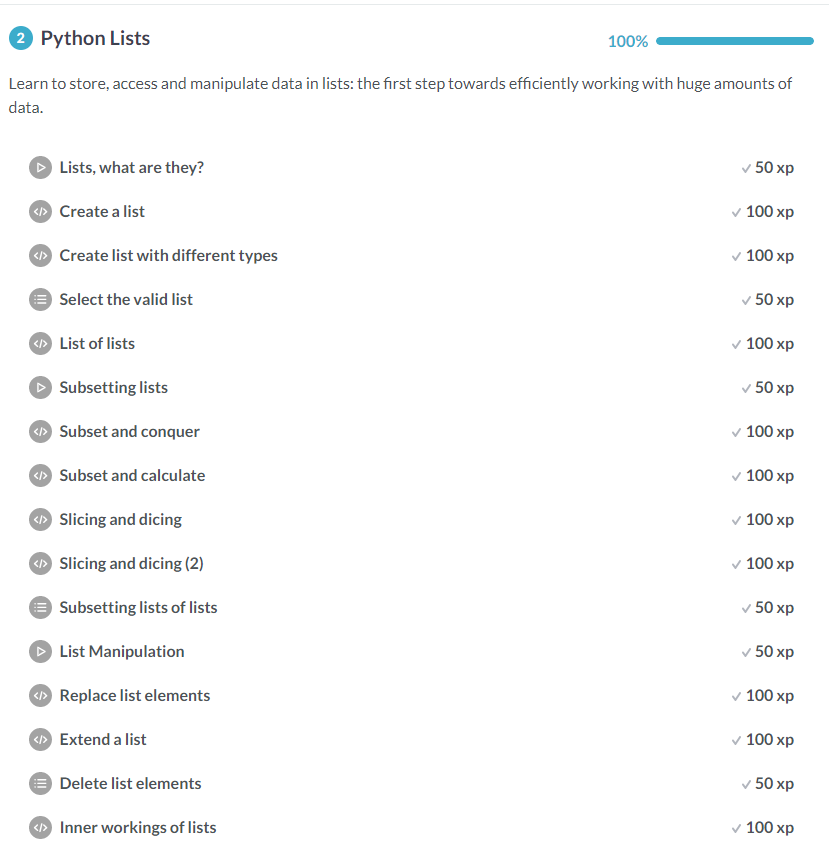 2 Python Lists 100%
Learn to store, access and manipulate data in lists: the first step towards efficiently working with huge amounts of
data.
Lists, what are they? 50 xp
Create a list 100 xp
Create list with different types 100 xp
Select the valid list 50 xp
List of lists 100 xp
Subsetting lists 50 xp
Subset and conquer 100 xp
Subset and calculate 100 xp
Slicing and dicing 100 xp
Slicing and dicing (2) 100 xp
Subsetting lists of lists 50 xp
List Manipulation 50 xp
Replace list elements 100 xp
Extend a list 100 xp
Delete list elements 50 xp
Inner workings of lists 100 xp